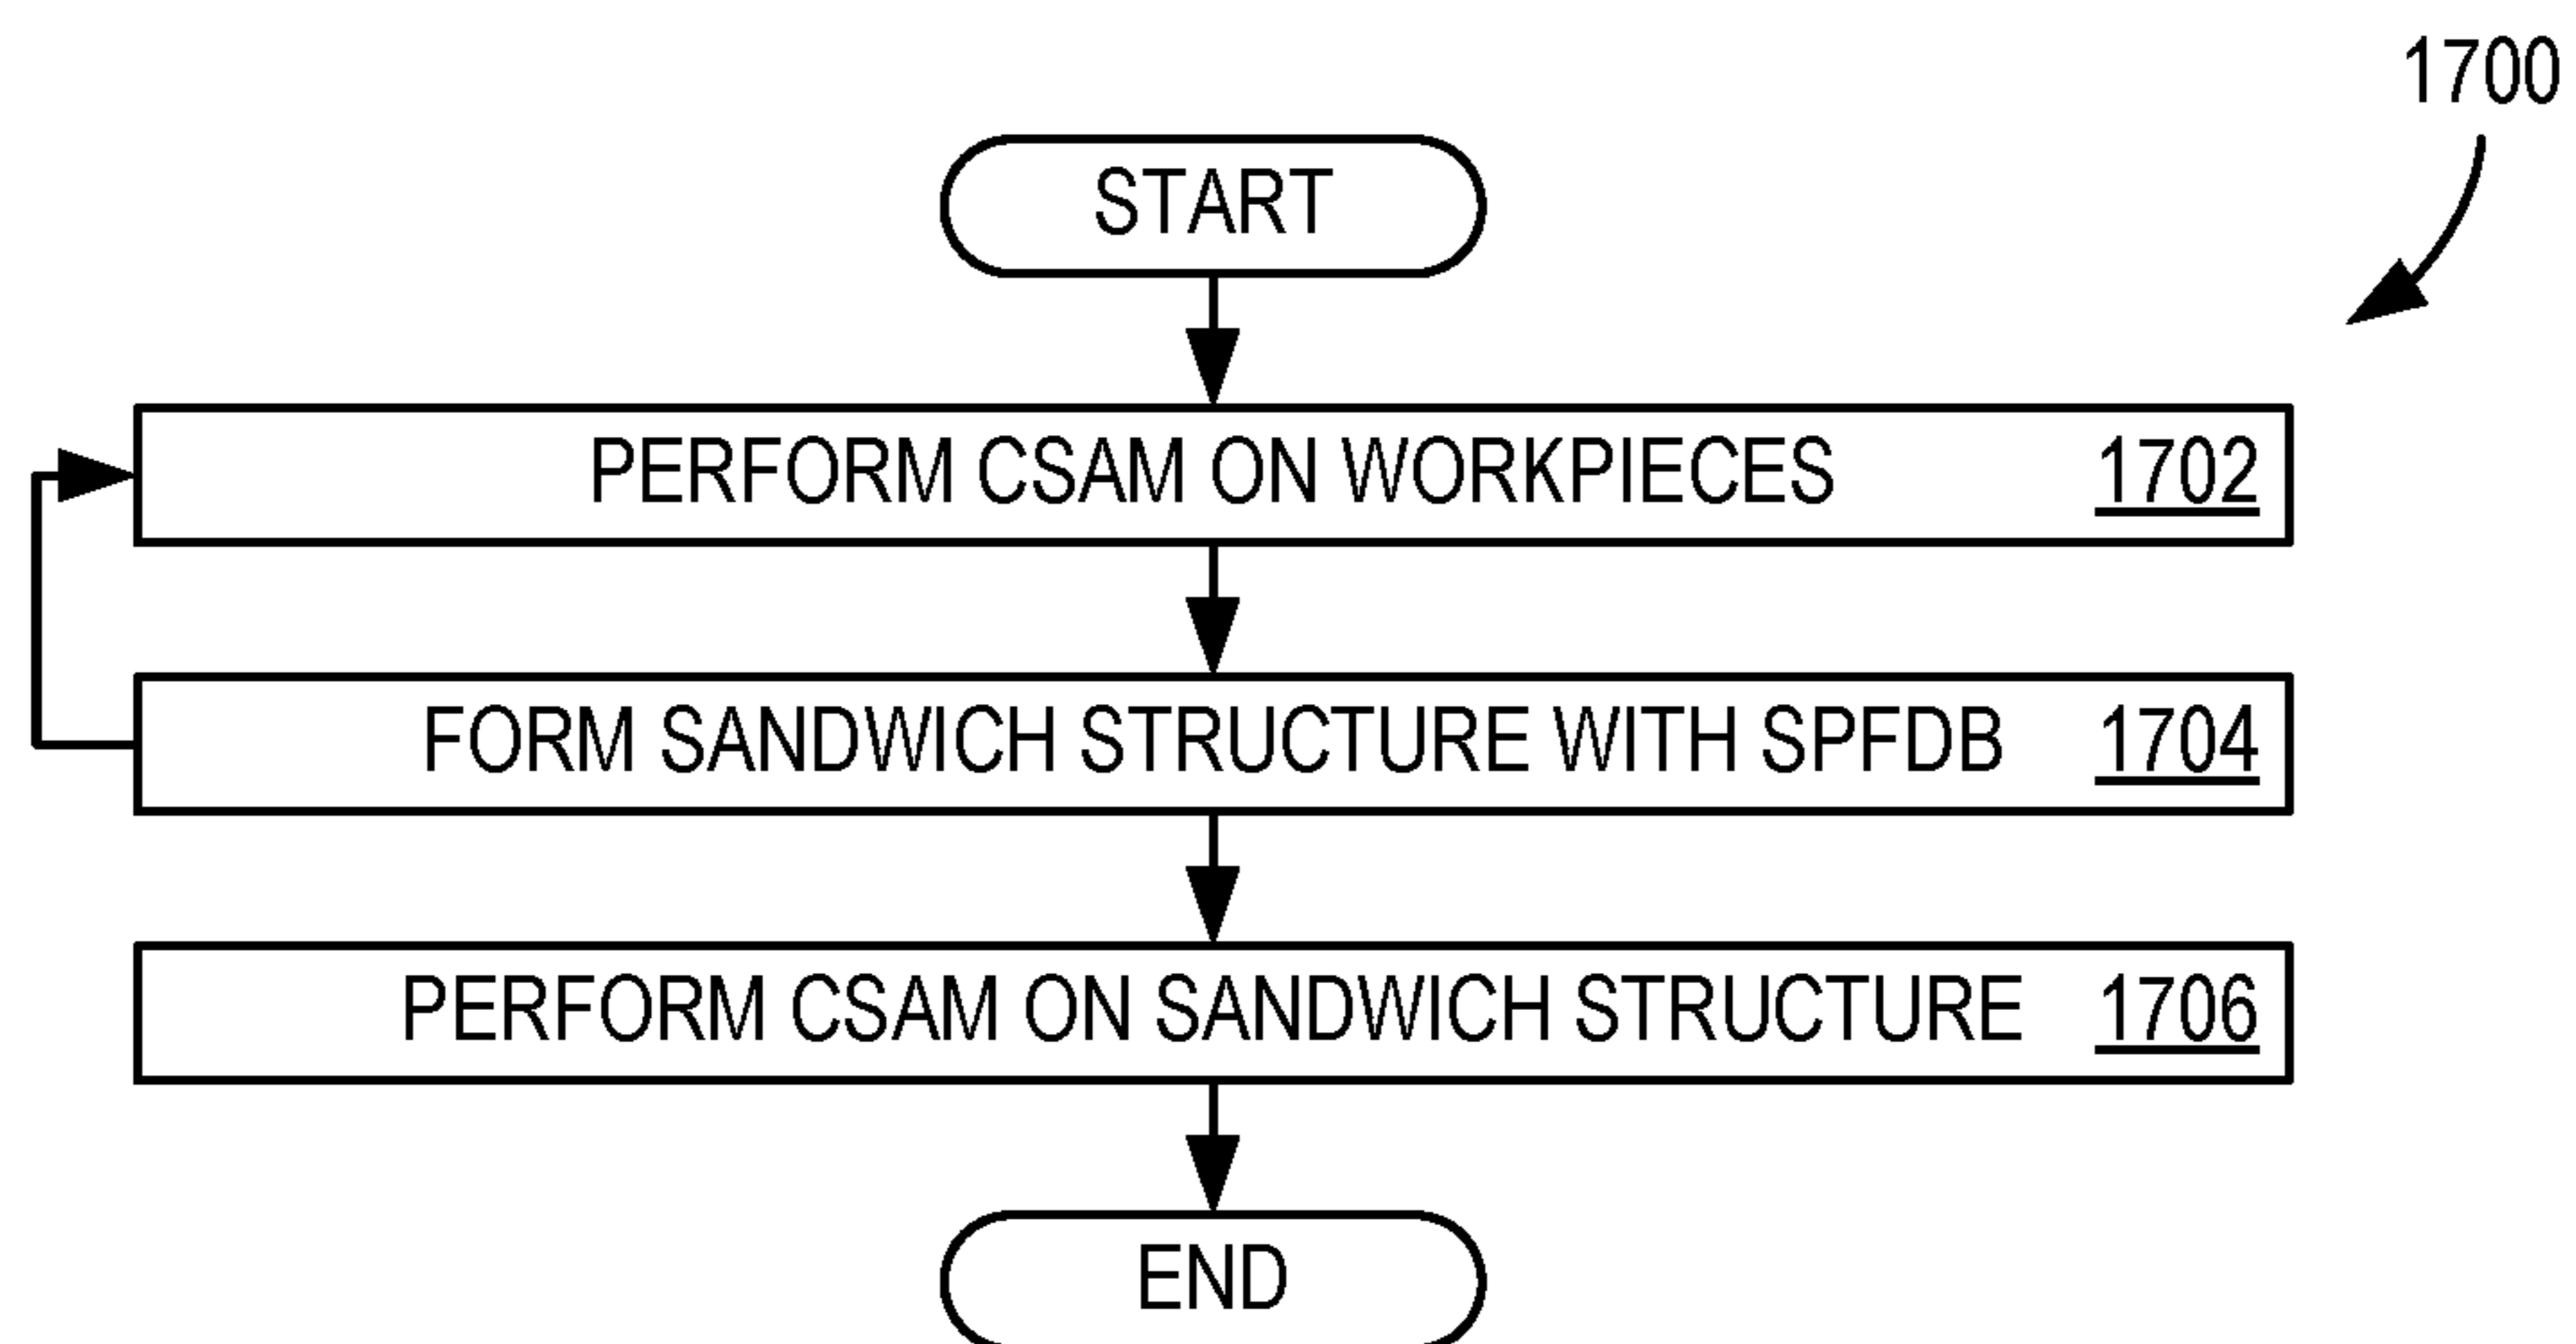 1700
START
PERFORM CSAM ON WORKPIECES 1702
FORM SANDWICH STRUCTURE WITH SPFDB 1704
PERFORM CSAM ON SANDWICH STRUCTURE 1706
END